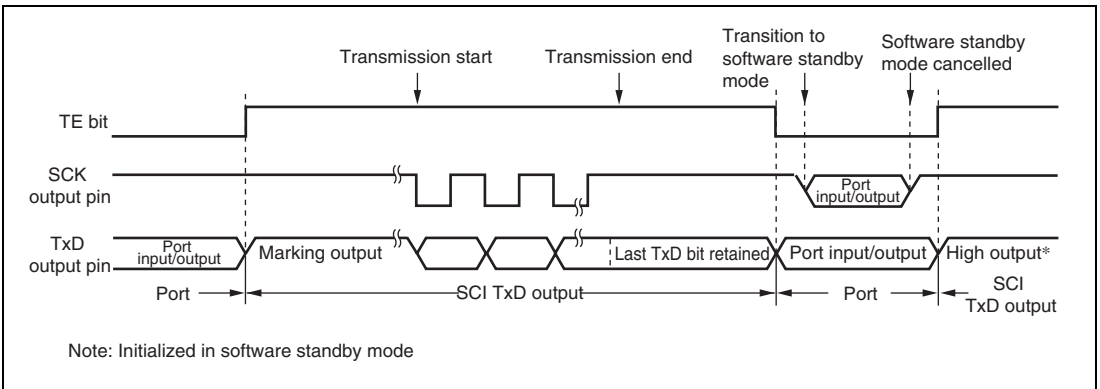 Transmission start
Transmission end
Transition to
software standby
mode
Software standby
mode cancelled
TE bit
SCK
output pin
Port
input/output
TxD
output pin
Port
input/output
Marking output
Last TxD bit retained
Port input/output
High output*
Port
SCI TxD output
Port
SCI
TxD output
Note: Initialized in software standby mode